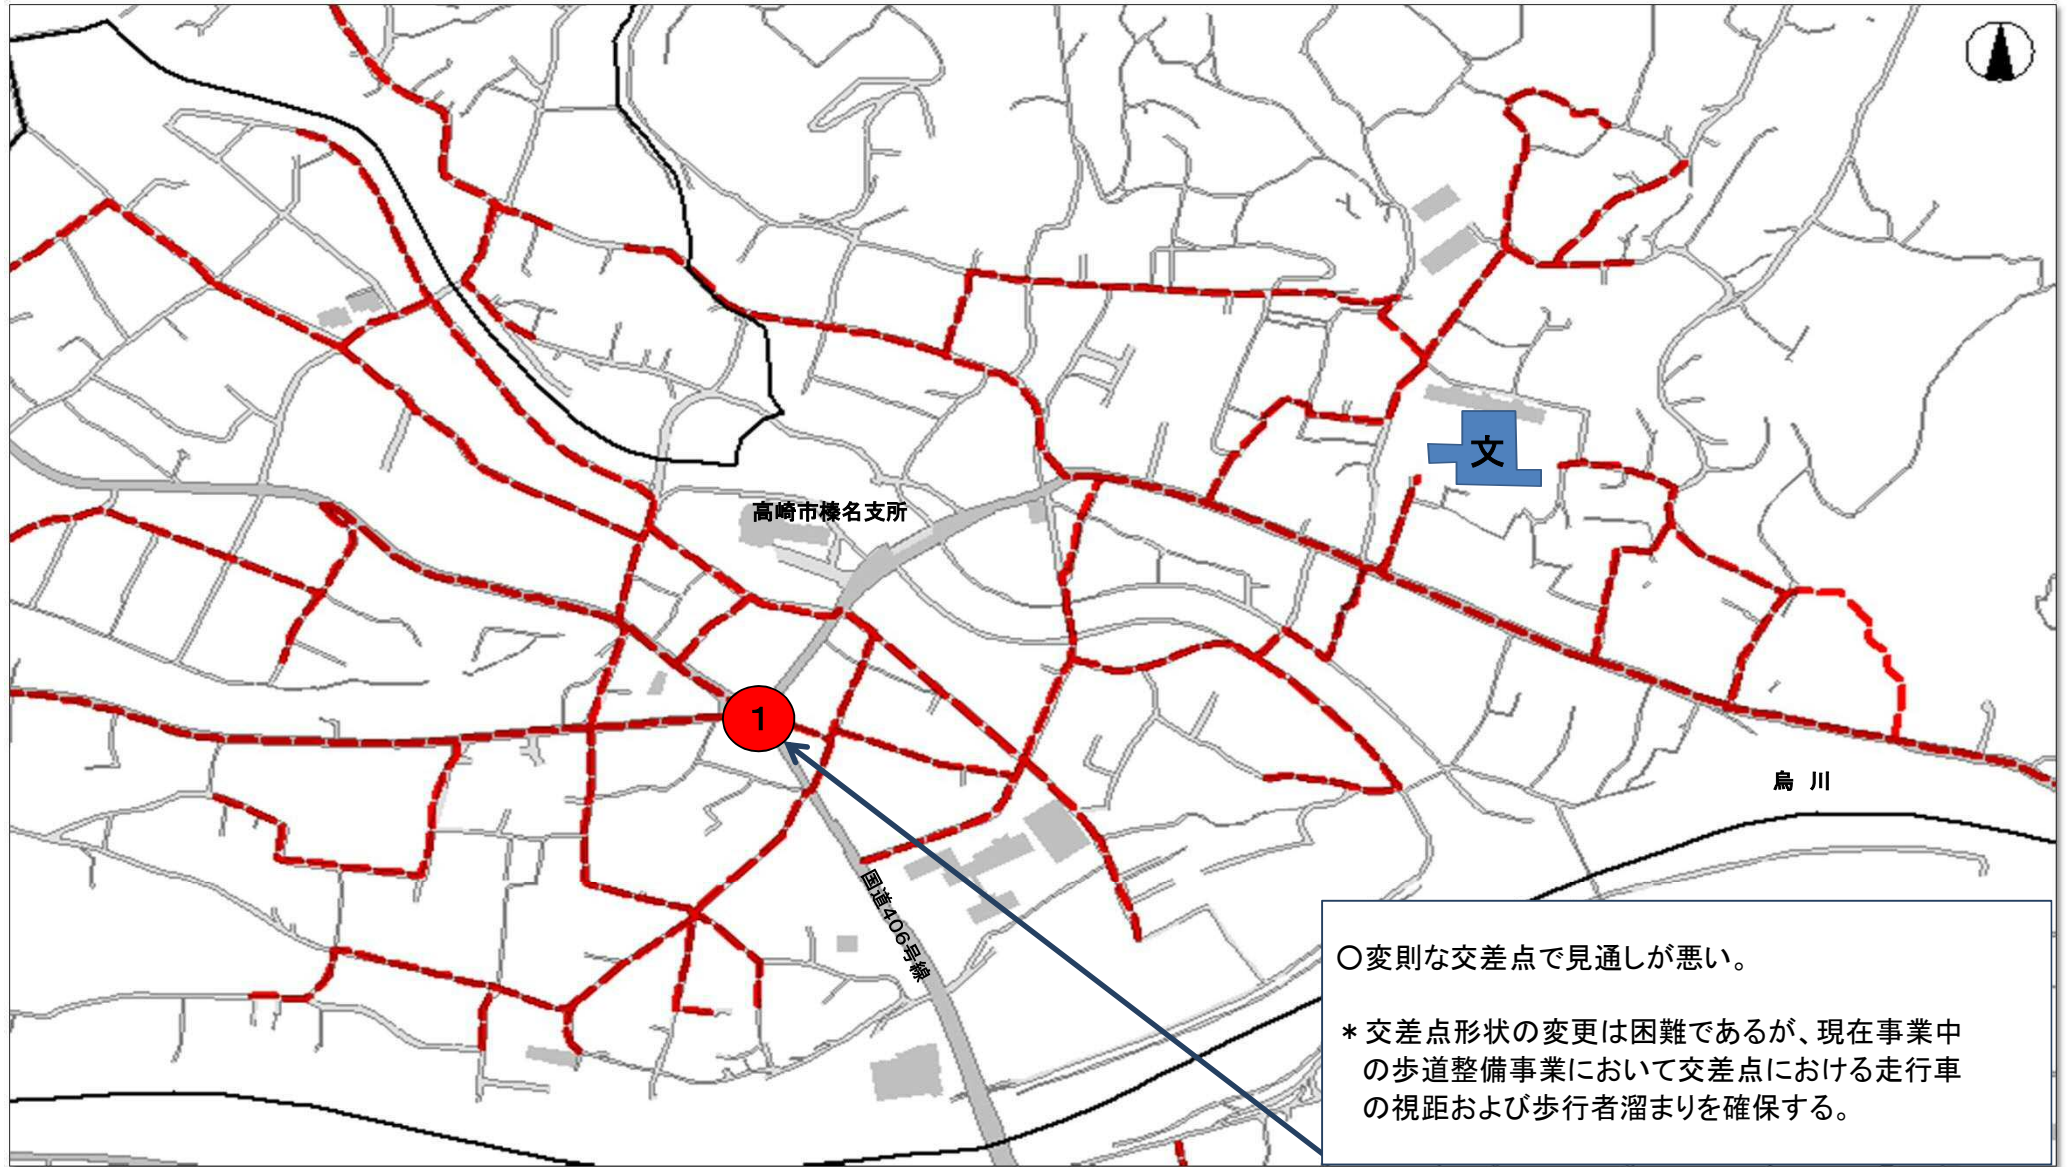 文
高崎市榛名支所
1
烏 川
国道406号線
○変則な交差点で見通しが悪い。
*交差点形状の変更は困難であるが、現在事業中
の歩道整備事業において交差点における走行車
の視距および歩行者溜まりを確保する。